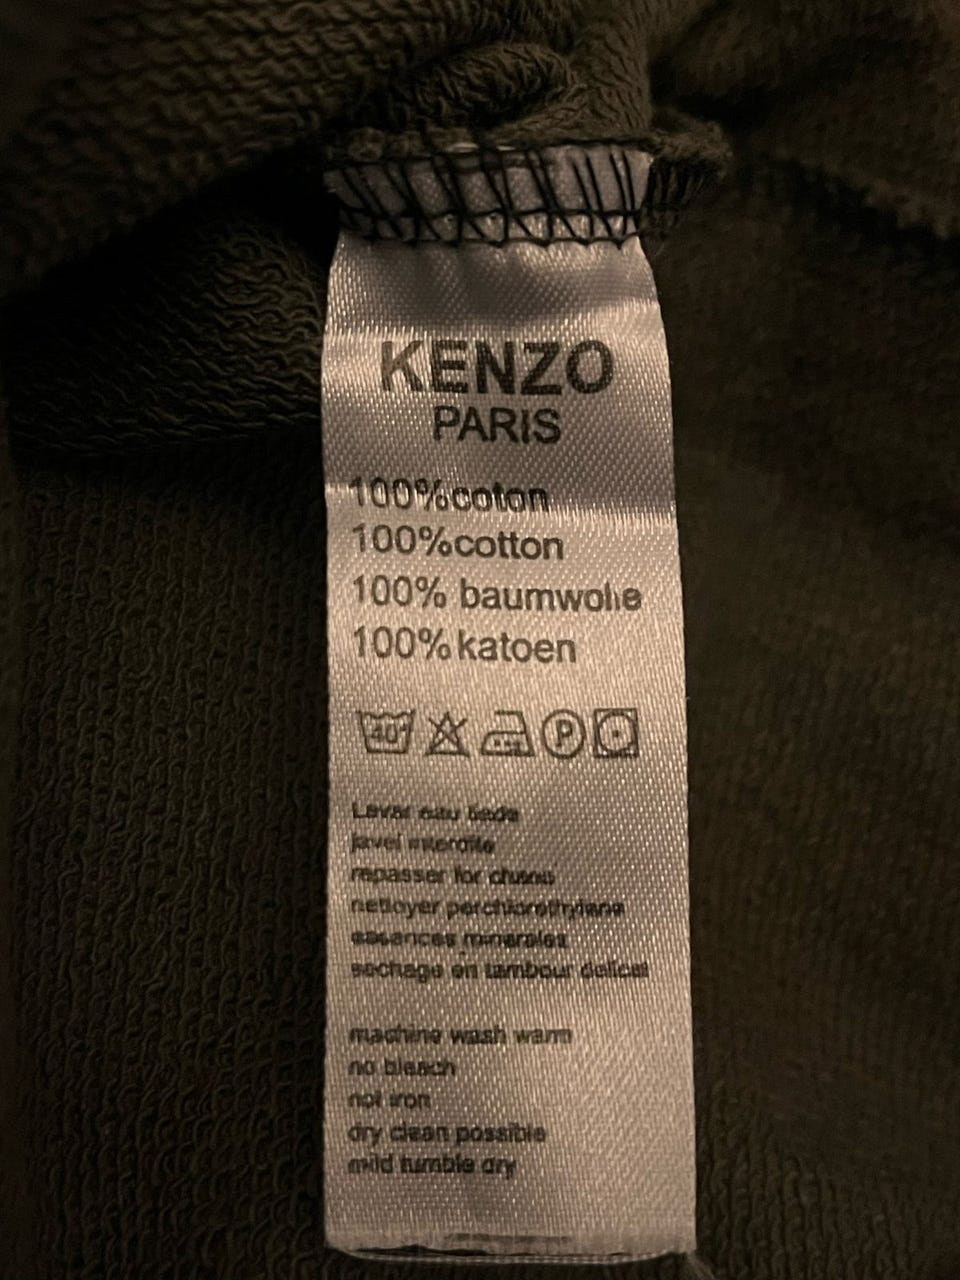 KENZO
PARIS
100%coton
100%cotton
100% baumwolle
100%katoen
40°
P
Lavar eau tiede
javel interdite
repasser for chuno
nettoyer perchlorethylene
essences minerales
sechage en tambour delicat
machine wash warm
no bleach
not iron
dry clean possible
mild tumble dry